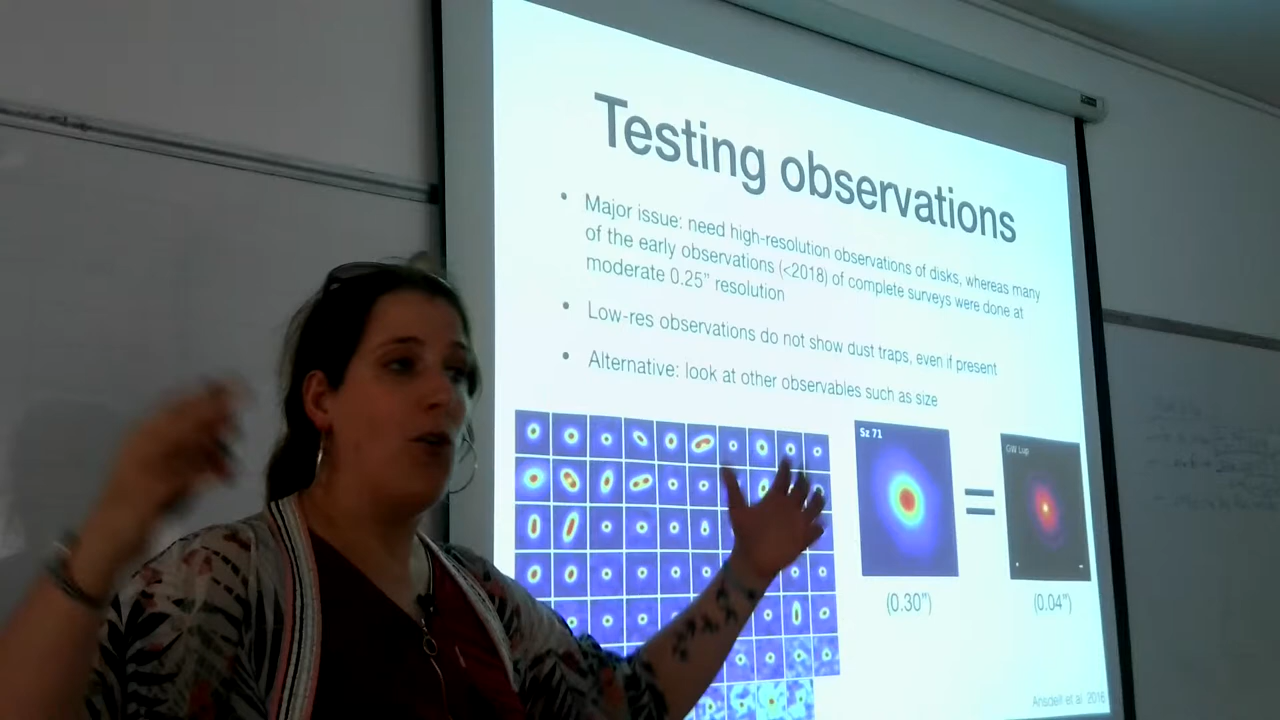 Testing observations
• Major issue: need high-resolution observations of disks, whereas many
of the early observations (<2018) of complete surveys were done at
moderate 0.25” resolution
• Low-res observations do not show dust traps, even if present
• Alternative: look at other observables such as size
Sz 71
GW Lup
=
(0.30”)
(0.04”)
Ansdell et al. 2016